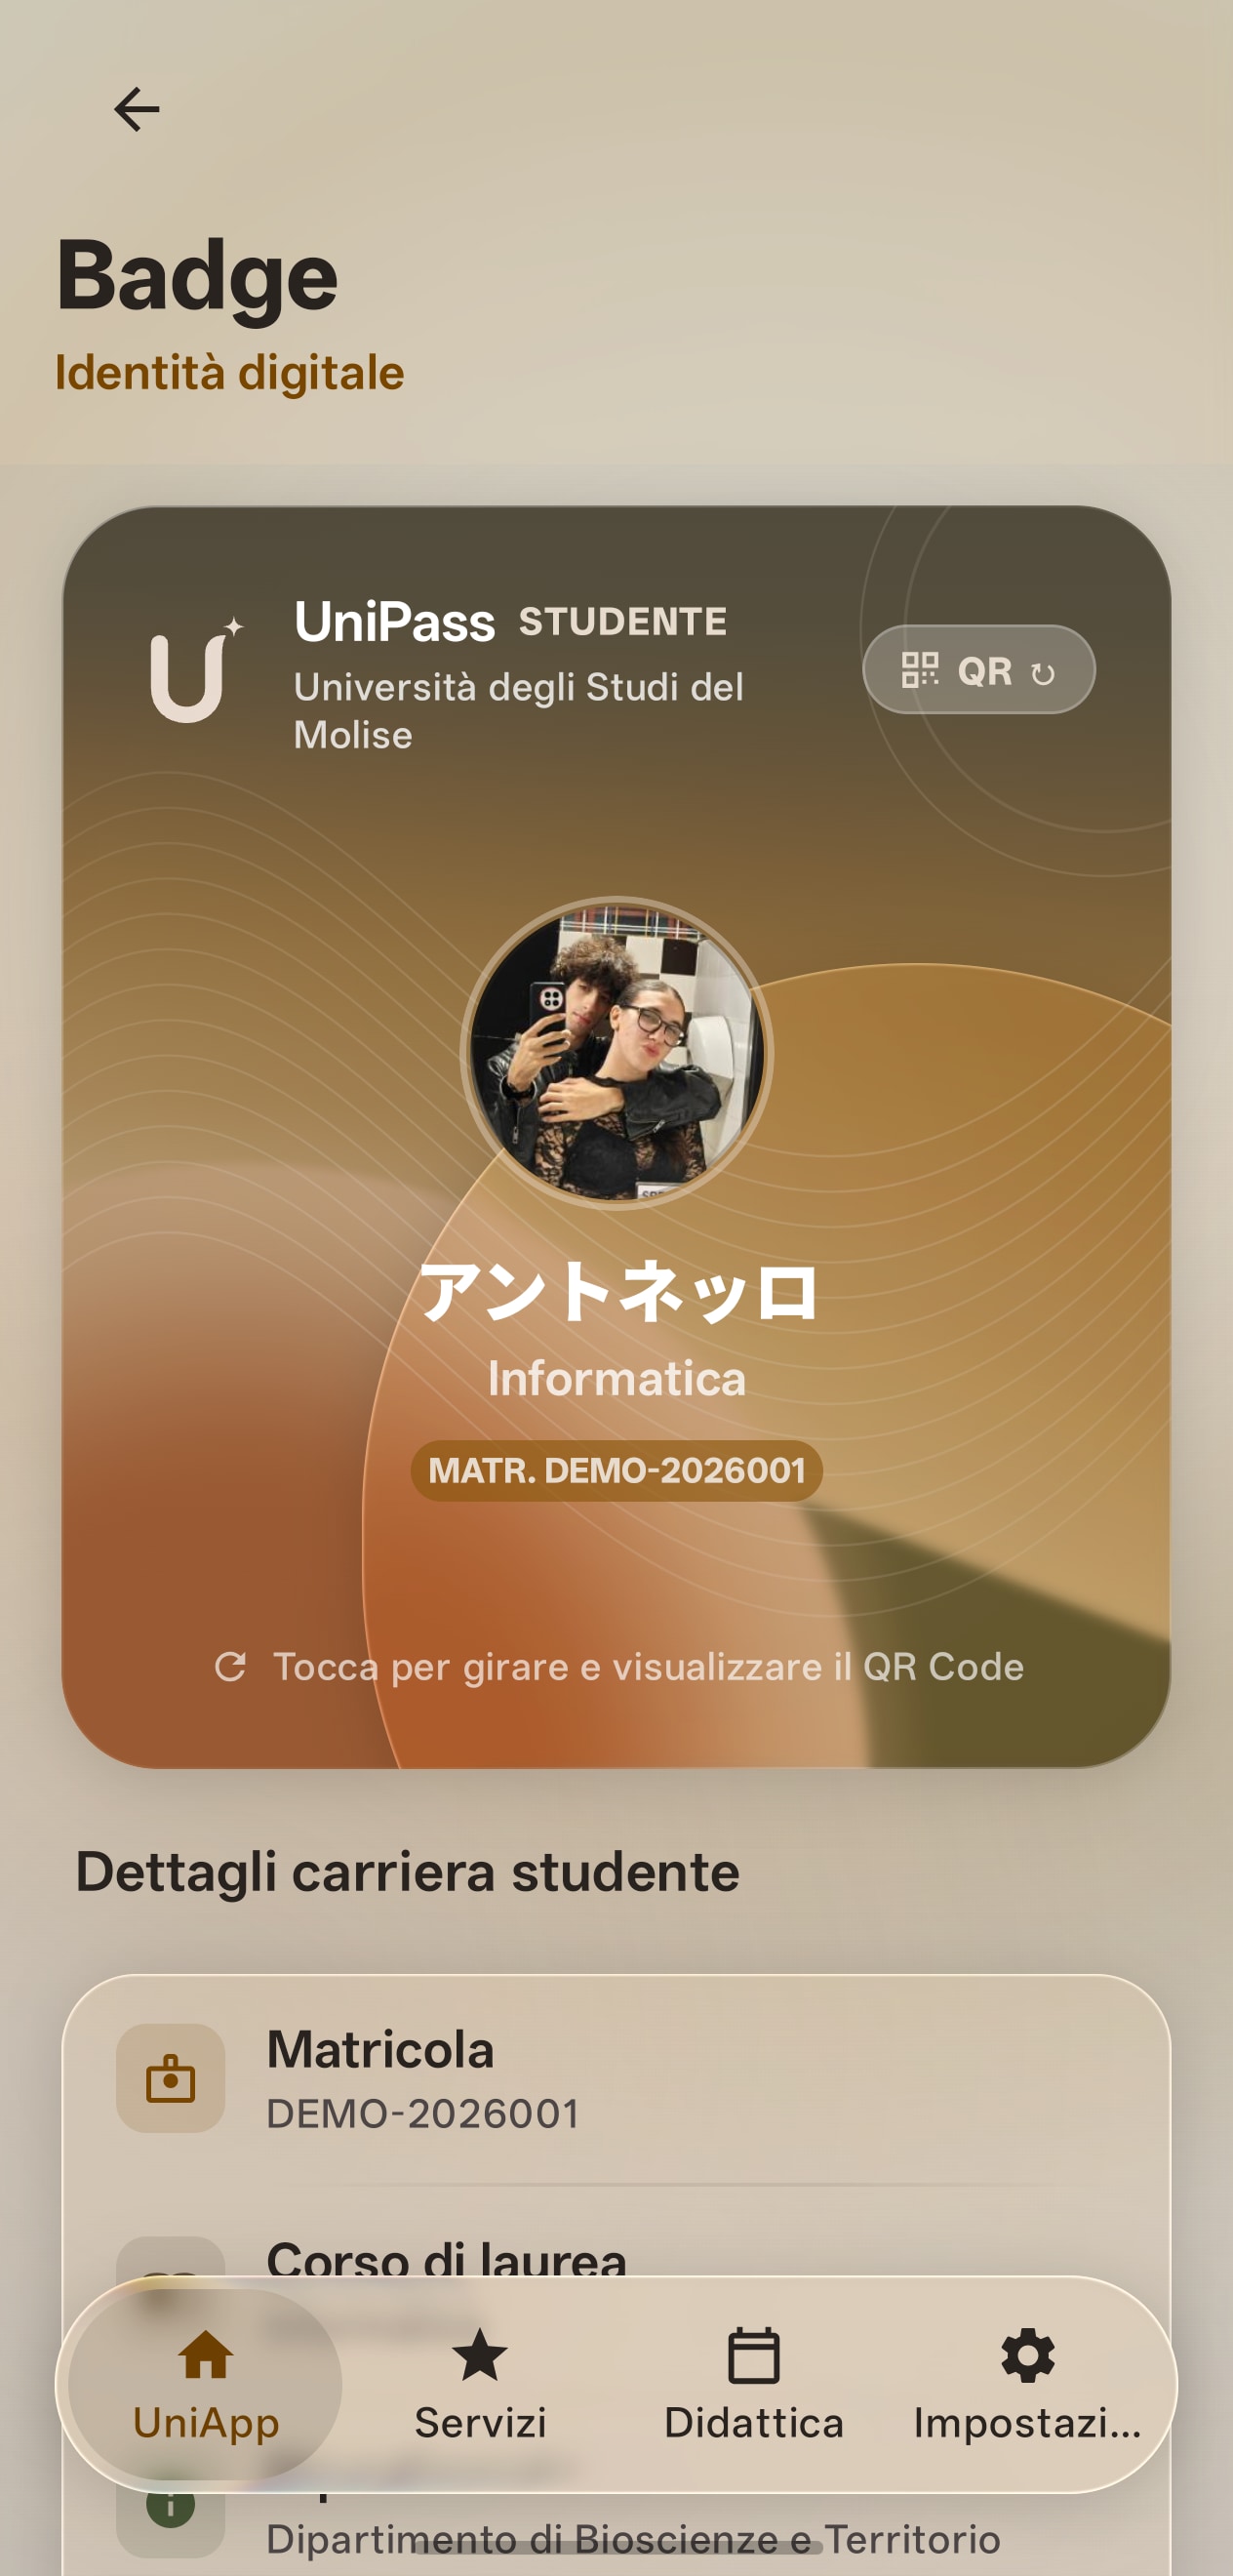 Badge
Identità digitale
UniPass STUDENTE
Università degli Studi del
Molise
QR
アントネッロ
Informatica
MATR. DEMO-2026001
Tocca per girare e visualizzare il QR Code
Dettagli carriera studente
Matricola
DEMO-2026001
Corso di laurea
UniApp
Servizi
Didattica
Impostazi...
Dipartimento di Bioscienze e Territorio